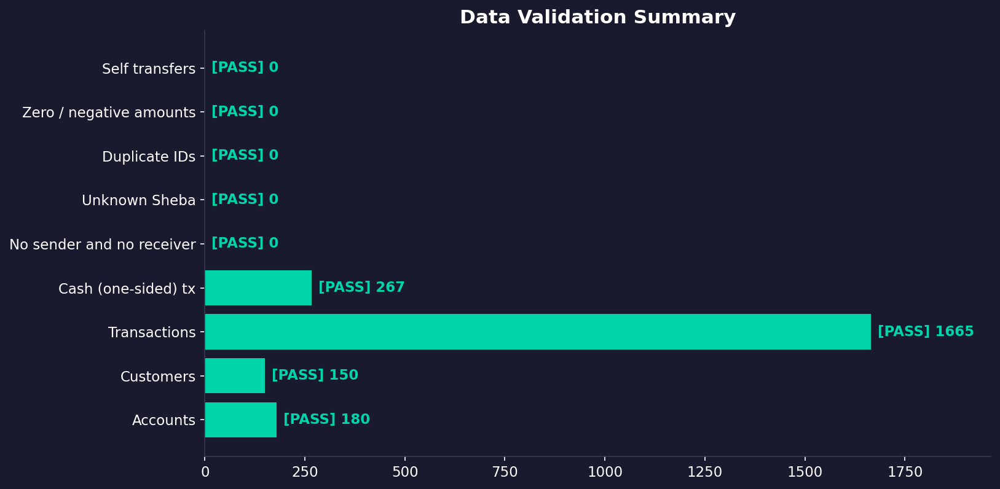 Data Validation Summary
Self transfers [PASS] 0
Zero / negative amounts [PASS] 0
Duplicate IDs [PASS] 0
Unknown Sheba [PASS] 0
No sender and no receiver [PASS] 0
Cash (one-sided) tx [PASS] 267
Transactions [PASS] 1665
Customers [PASS] 150
Accounts [PASS] 180
0 250 500 750 1000 1250 1500 1750